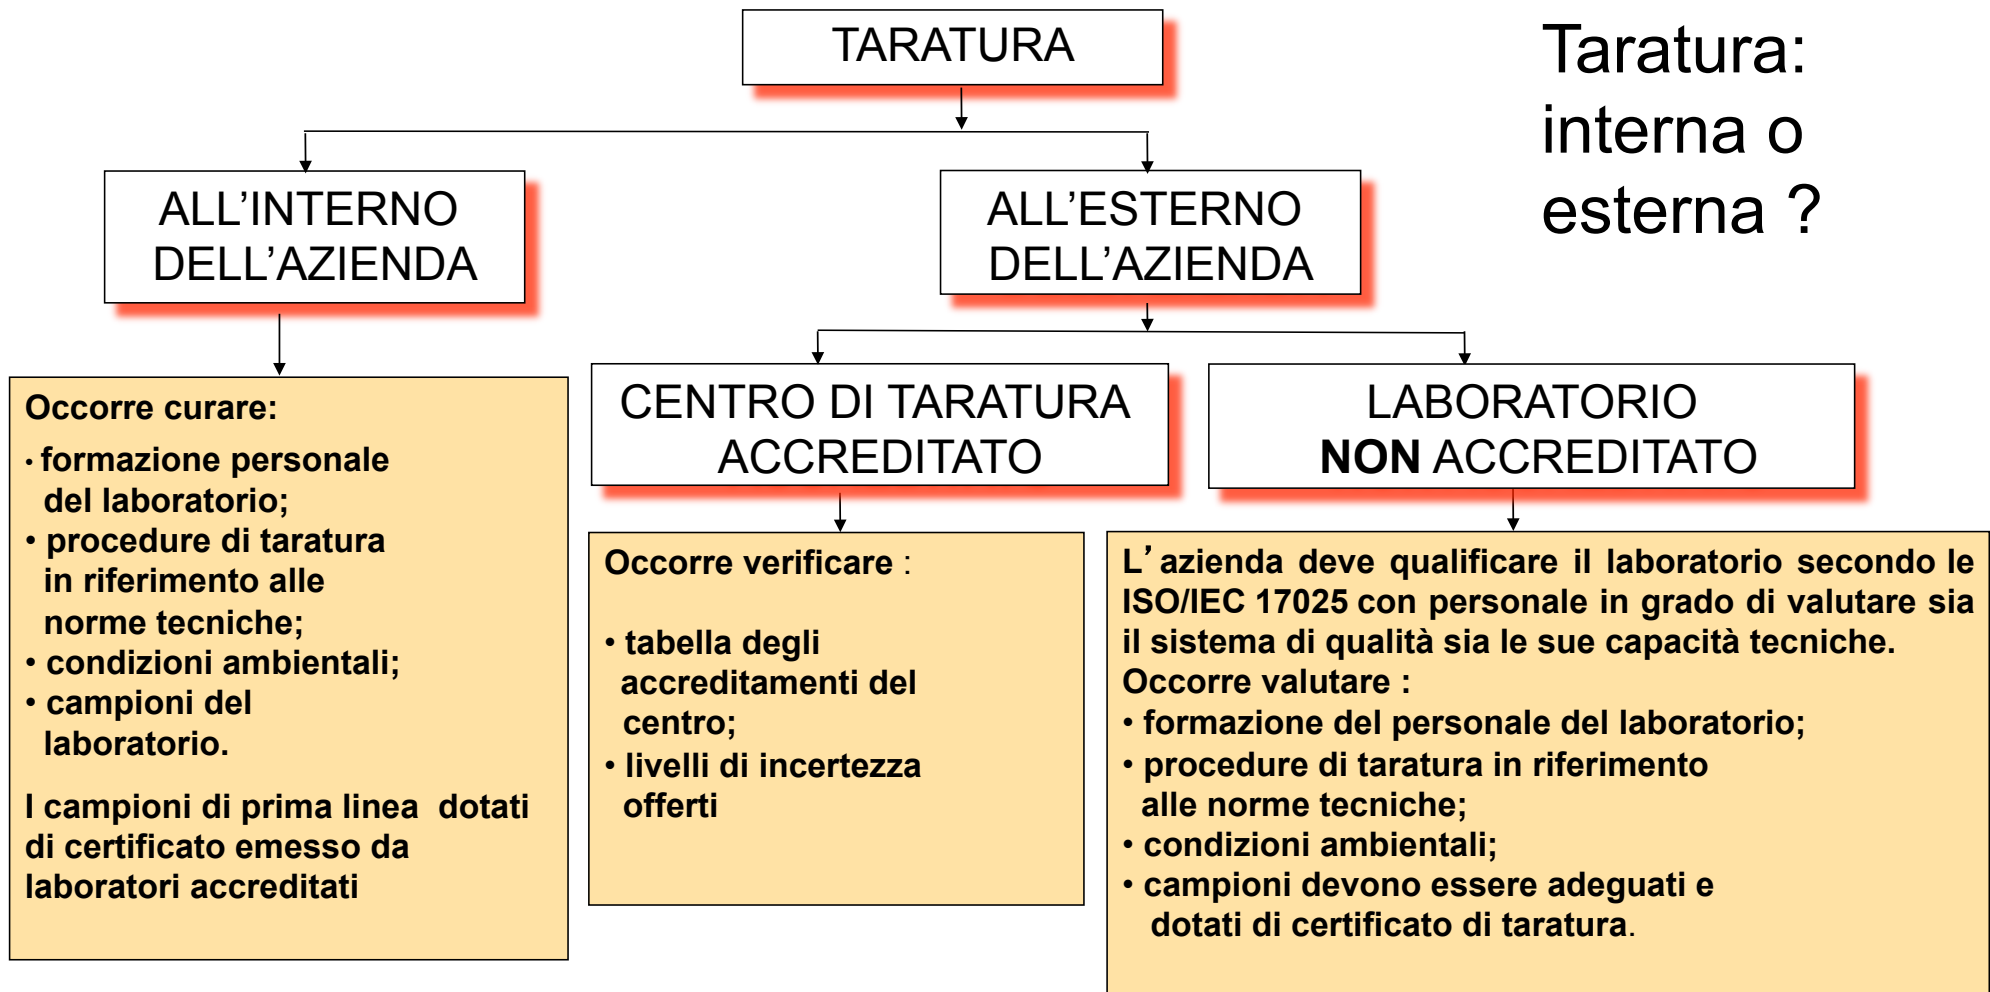 TARATURA
Taratura:
interna o
esterna ?
ALL’INTERNO
DELL’AZIENDA
ALL’ESTERNO
DELL’AZIENDA
Occorre curare:
• formazione personale
del laboratorio;
• procedure di taratura
in riferimento alle
norme tecniche;
• condizioni ambientali;
• campioni del
laboratorio.
I campioni di prima linea dotati
di certificato emesso da
laboratori accreditati
CENTRO DI TARATURA
ACCREDITATO
Occorre verificare :
• tabella degli
accreditamenti del
centro;
• livelli di incertezza
offerti
LABORATORIO
NON ACCREDITATO
L’ azienda deve qualificare il laboratorio secondo le
ISO/IEC 17025 con personale in grado di valutare sia
il sistema di qualità sia le sue capacità tecniche.
Occorre valutare :
• formazione del personale del laboratorio;
• procedure di taratura in riferimento
alle norme tecniche;
• condizioni ambientali;
• campioni devono essere adeguati e
dotati di certificato di taratura.